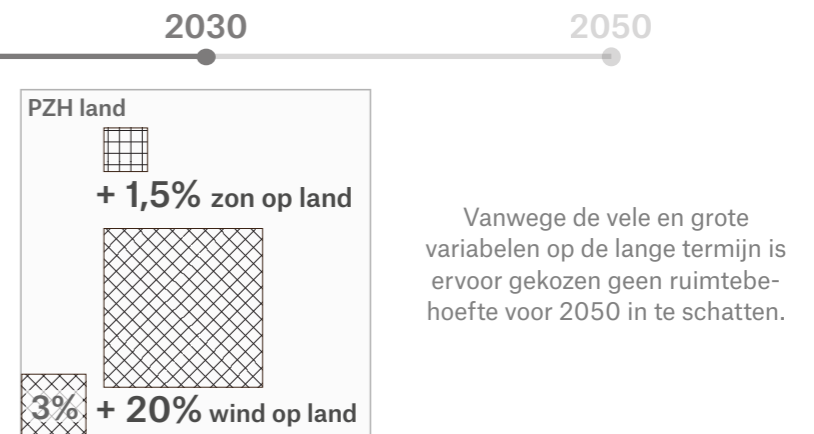 2030
2050
PZH land
+ 1,5% zon op land
3% + 20% wind op land
Vanwege de vele en grote
variabelen op de lange termijn is
ervoor gekozen geen ruimtebe-
hoefte voor 2050 in te schatten.